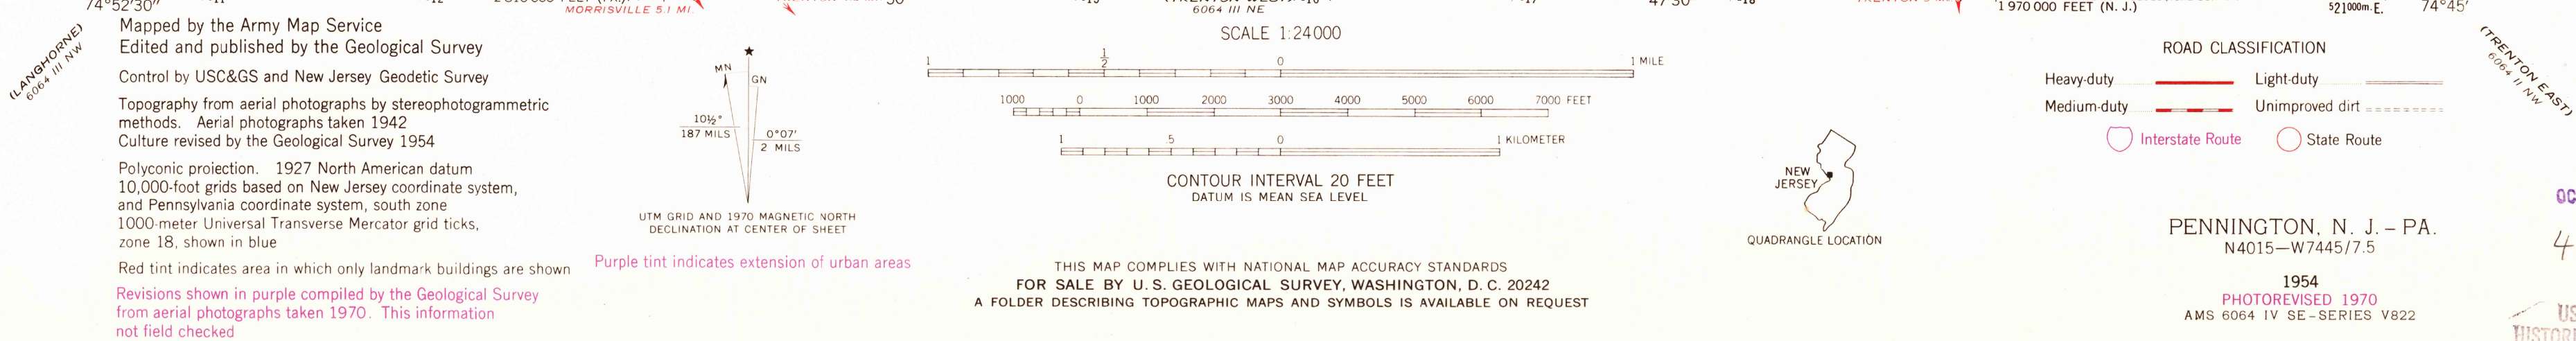 74°52'30"
MORRISVILLE 5.1 MI.
6064 III NE
47'30"
1 970 000 FEET (N. J.)
521000m.E.
74°45'
(LANGHORNE)
6064 III NW
Mapped by the Army Map Service
Edited and published by the Geological Survey
Control by USC&GS and New Jersey Geodetic Survey
Topography from aerial photographs by stereophotogrammetric
methods. Aerial photographs taken 1942
Culture revised by the Geological Survey 1954
Polyconic projection. 1927 North American datum
10,000-foot grids based on New Jersey coordinate system,
and Pennsylvania coordinate system, south zone
1000-meter Universal Transverse Mercator grid ticks,
zone 18, shown in blue
Red tint indicates area in which only landmark buildings are shown
Revisions shown in purple compiled by the Geological Survey
from aerial photographs taken 1970. This information
not field checked
MN
GN
10½°
187 MILS
0°07'
2 MILS
UTM GRID AND 1970 MAGNETIC NORTH
DECLINATION AT CENTER OF SHEET
Purple tint indicates extension of urban areas
SCALE 1:24000
1 ½ 0 1 MILE
1000 0 1000 2000 3000 4000 5000 6000 7000 FEET
1 .5 0 1 KILOMETER
CONTOUR INTERVAL 20 FEET
DATUM IS MEAN SEA LEVEL
THIS MAP COMPLIES WITH NATIONAL MAP ACCURACY STANDARDS
FOR SALE BY U. S. GEOLOGICAL SURVEY, WASHINGTON, D. C. 20242
A FOLDER DESCRIBING TOPOGRAPHIC MAPS AND SYMBOLS IS AVAILABLE ON REQUEST
NEW
JERSEY
QUADRANGLE LOCATION
ROAD CLASSIFICATION
Heavy-duty
Light-duty
Medium-duty
Unimproved dirt
Interstate Route
State Route
(TRENTON EAST)
6064 II NW
PENNINGTON, N. J. – PA.
N4015—W7445/7.5
1954
PHOTOREVISED 1970
AMS 6064 IV SE–SERIES V822